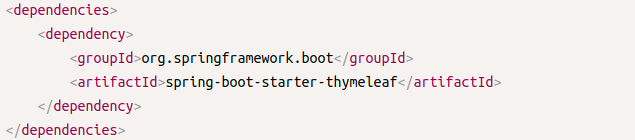 <dependencies>
    <dependency>
        <groupId>org.springframework.boot</groupId>
        <artifactId>spring-boot-starter-thymeleaf</artifactId>
    </dependency>
</dependencies>